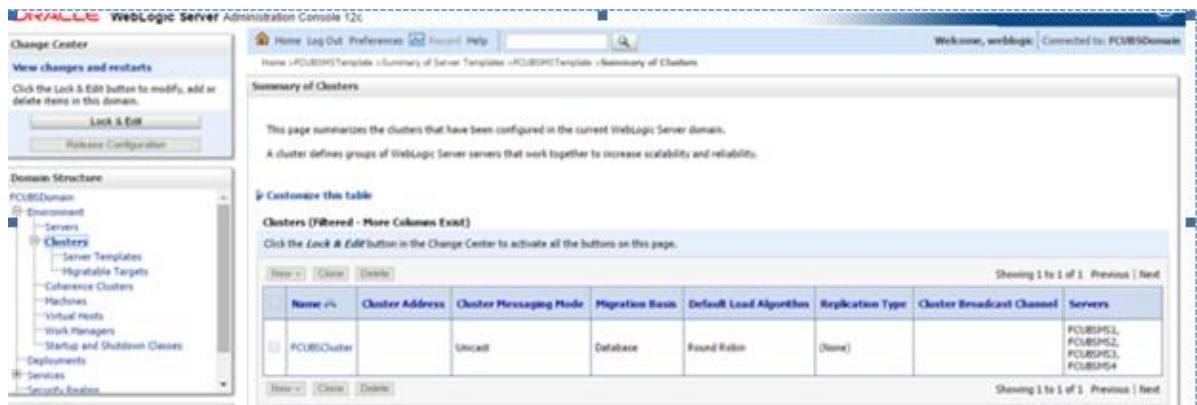 ORACLE WebLogic Server Administration Console 12c
Change Center
View changes and restarts
Click the Lock & Edit button to modify, add or
delete items in this domain.
Lock & Edit
Release Configuration
Domain Structure
FCUBSDomain
Environment
Servers
Clusters
Server Templates
Migratable Targets
Coherence Clusters
Machines
Virtual Hosts
Work Managers
Startup and Shutdown Classes
Deployments
Services
Security Realms
Home Log Out Preferences Record Help
Welcome, weblogic Connected to: FCUBSDomain
Home >FCUBSMSTemplate >Summary of Server Templates >FCUBSMSTemplate >Summary of Clusters
Summary of Clusters
This page summarizes the clusters that have been configured in the current WebLogic Server domain.
A cluster defines groups of WebLogic Server servers that work together to increase scalability and reliability.
Customize this table
Clusters (Filtered - More Columns Exist)
Click the Lock & Edit button in the Change Center to activate all the buttons on this page.
New Clone Delete Showing 1 to 1 of 1 Previous | Next
Name Cluster Address Cluster Messaging Mode Migration Basis Default Load Algorithm Replication Type Cluster Broadcast Channel Servers
FCUBSCluster Unicast Database Round Robin (None) FCUBSMS1,
FCUBSMS2,
FCUBSMS3,
FCUBSMS4
New Clone Delete Showing 1 to 1 of 1 Previous | Next